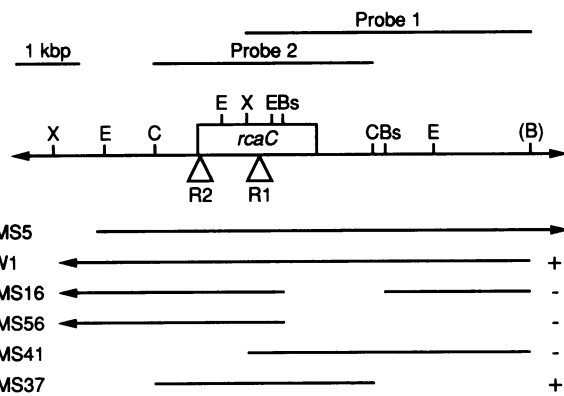 Probe 1
1 kbp
Probe 2
E X EBs
X E C rcaC CBs E (B)
R2 R1
MS5
W1 +
MS16 -
MS56 -
MS41 -
MS37 +